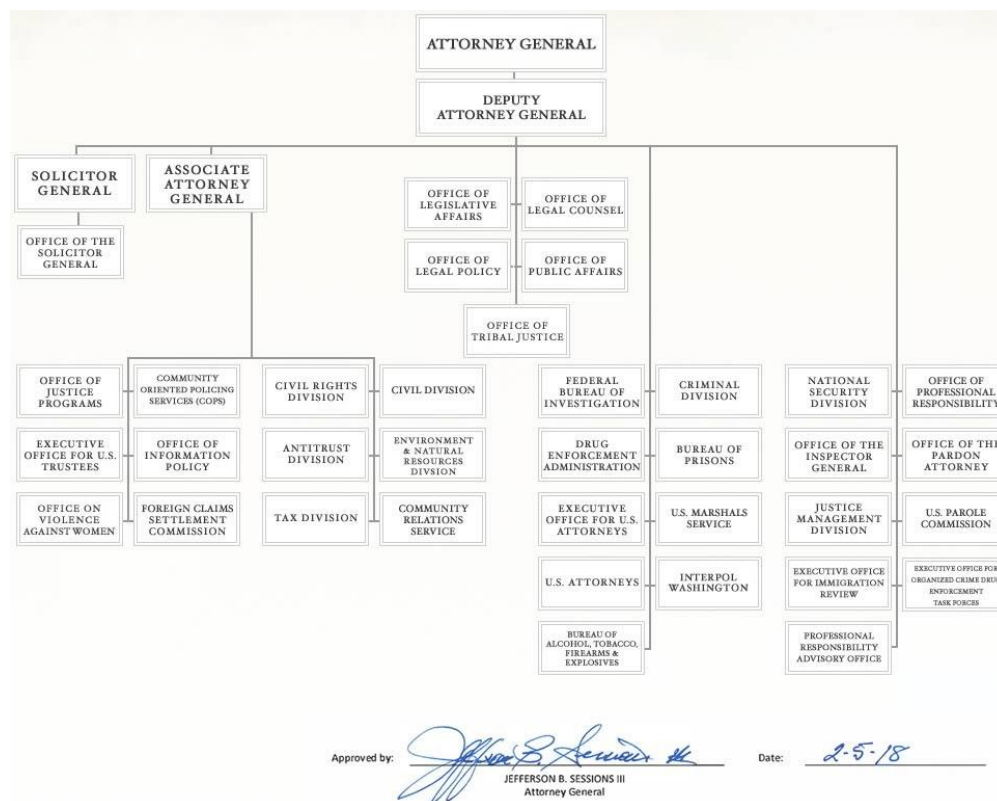 ATTORNEY GENERAL
DEPUTY
ATTORNEY GENERAL
SOLICITOR
GENERAL
ASSOCIATE
ATTORNEY
GENERAL
OFFICE OF THE
SOLICITOR
GENERAL
OFFICE OF
LEGISLATIVE
AFFAIRS
OFFICE OF
LEGAL COUNSEL
OFFICE OF
LEGAL POLICY
OFFICE OF
PUBLIC AFFAIRS
OFFICE OF
TRIBAL JUSTICE
OFFICE OF
JUSTICE
PROGRAMS
COMMUNITY
ORIENTED POLICING
SERVICES (COPS)
CIVIL RIGHTS
DIVISION
CIVIL DIVISION
FEDERAL
BUREAU OF
INVESTIGATION
CRIMINAL
DIVISION
NATIONAL
SECURITY
DIVISION
OFFICE OF
PROFESSIONAL
RESPONSIBILITY
EXECUTIVE
OFFICE FOR U.S.
TRUSTEES
OFFICE OF
INFORMATION
POLICY
ANTITRUST
DIVISION
ENVIRONMENT
& NATURAL
RESOURCES
DIVSION
DRUG
ENFORCEMENT
ADMINISTRATION
BUREAU OF
PRISONS
OFFICE OF THE
INSPECTOR
GENERAL
OFFICE OF THE
PARDON
ATTORNEY
OFFICE ON
VIOLENCE
AGAINST WOMEN
FOREIGN CLAIMS
SETTLEMENT
COMMISSION
TAX DIVISION
COMMUNITY
RELATIONS
SERVICE
EXECUTIVE
OFFICE FOR U.S.
ATTORNEYS
U.S. MARSHALS
SERVICE
JUSTICE
MANAGEMENT
DIVISION
U.S. PAROLE
COMMISSION
U.S. ATTORNEYS
INTERPOL
WASHINGTON
EXECUTIVE OFFICE
FOR IMMIGRATION
REVIEW
EXECUTIVE OFFICE FOR
ORGANIZED CRIME DRUG
ENFORCEMENT
TASK FORCES
BUREAU OF
ALCOHOL, TOBACCO,
FIREARMS &
EXPLOSIVES
PROFESSIONAL
RESPONSIBILITY
ADVISORY OFFICE
Approved by:
Date: 2-5-18
JEFFERSON B. SESSIONS III
Attorney General